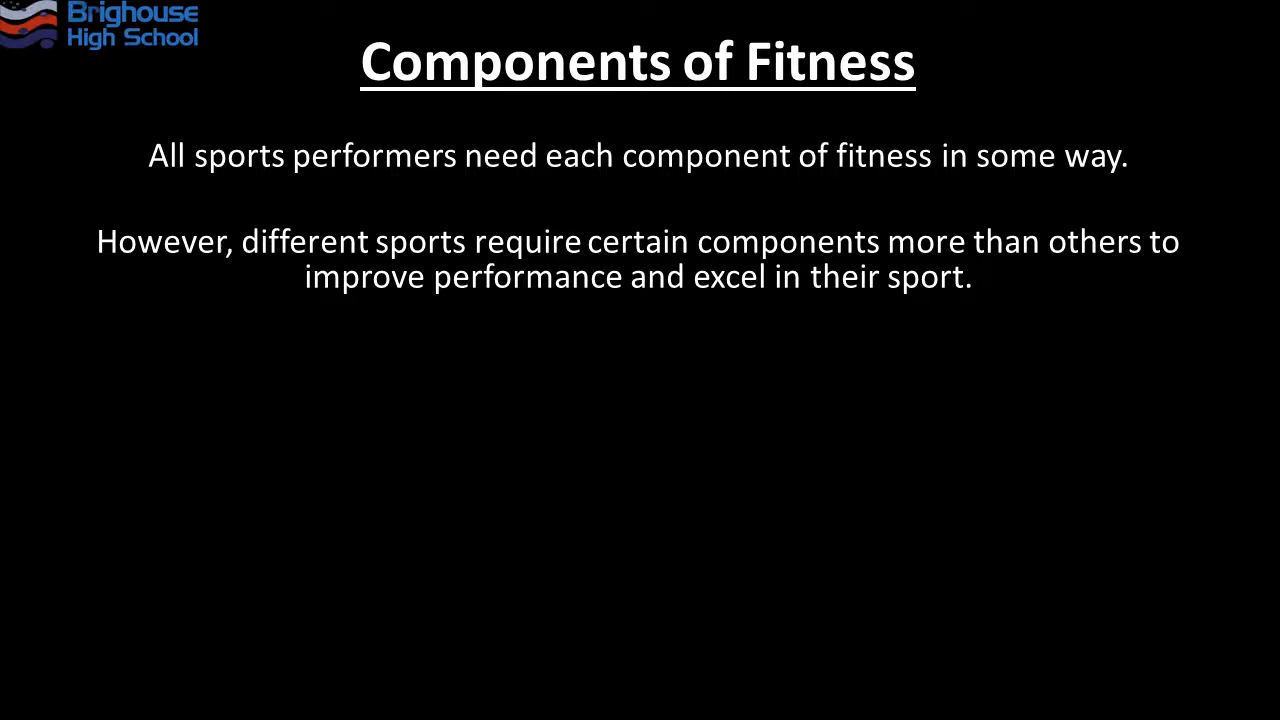 Brighouse
High School
Components of Fitness
All sports performers need each component of fitness in some way.
However, different sports require certain components more than others to
improve performance and excel in their sport.